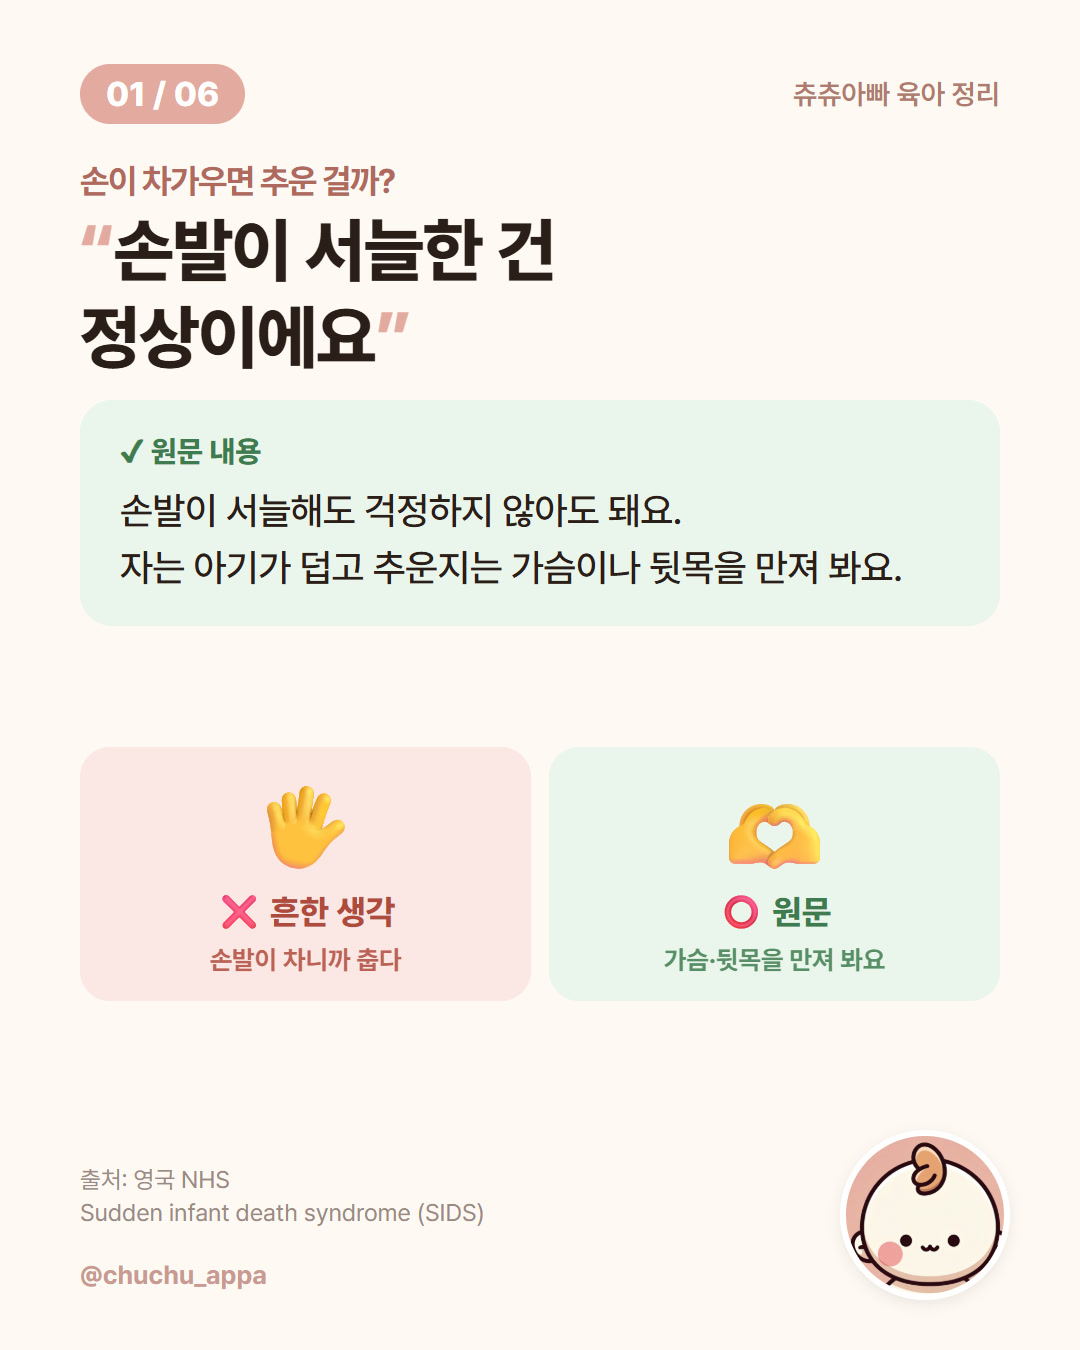 01 / 06
츄츄아빠 육아 정리
손이 차가우면 추운 걸까?
“손발이 서늘한 건
정상이에요”
✓ 원문 내용
손발이 서늘해도 걱정하지 않아도 돼요.
자는 아기가 덥고 추운지는 가슴이나 뒷목을 만져 봐요.
❌ 흔한 생각
손발이 차니까 춥다
⭕ 원문
가슴·뒷목을 만져 봐요
출처: 영국 NHS
Sudden infant death syndrome (SIDS)
@chuchu_appa